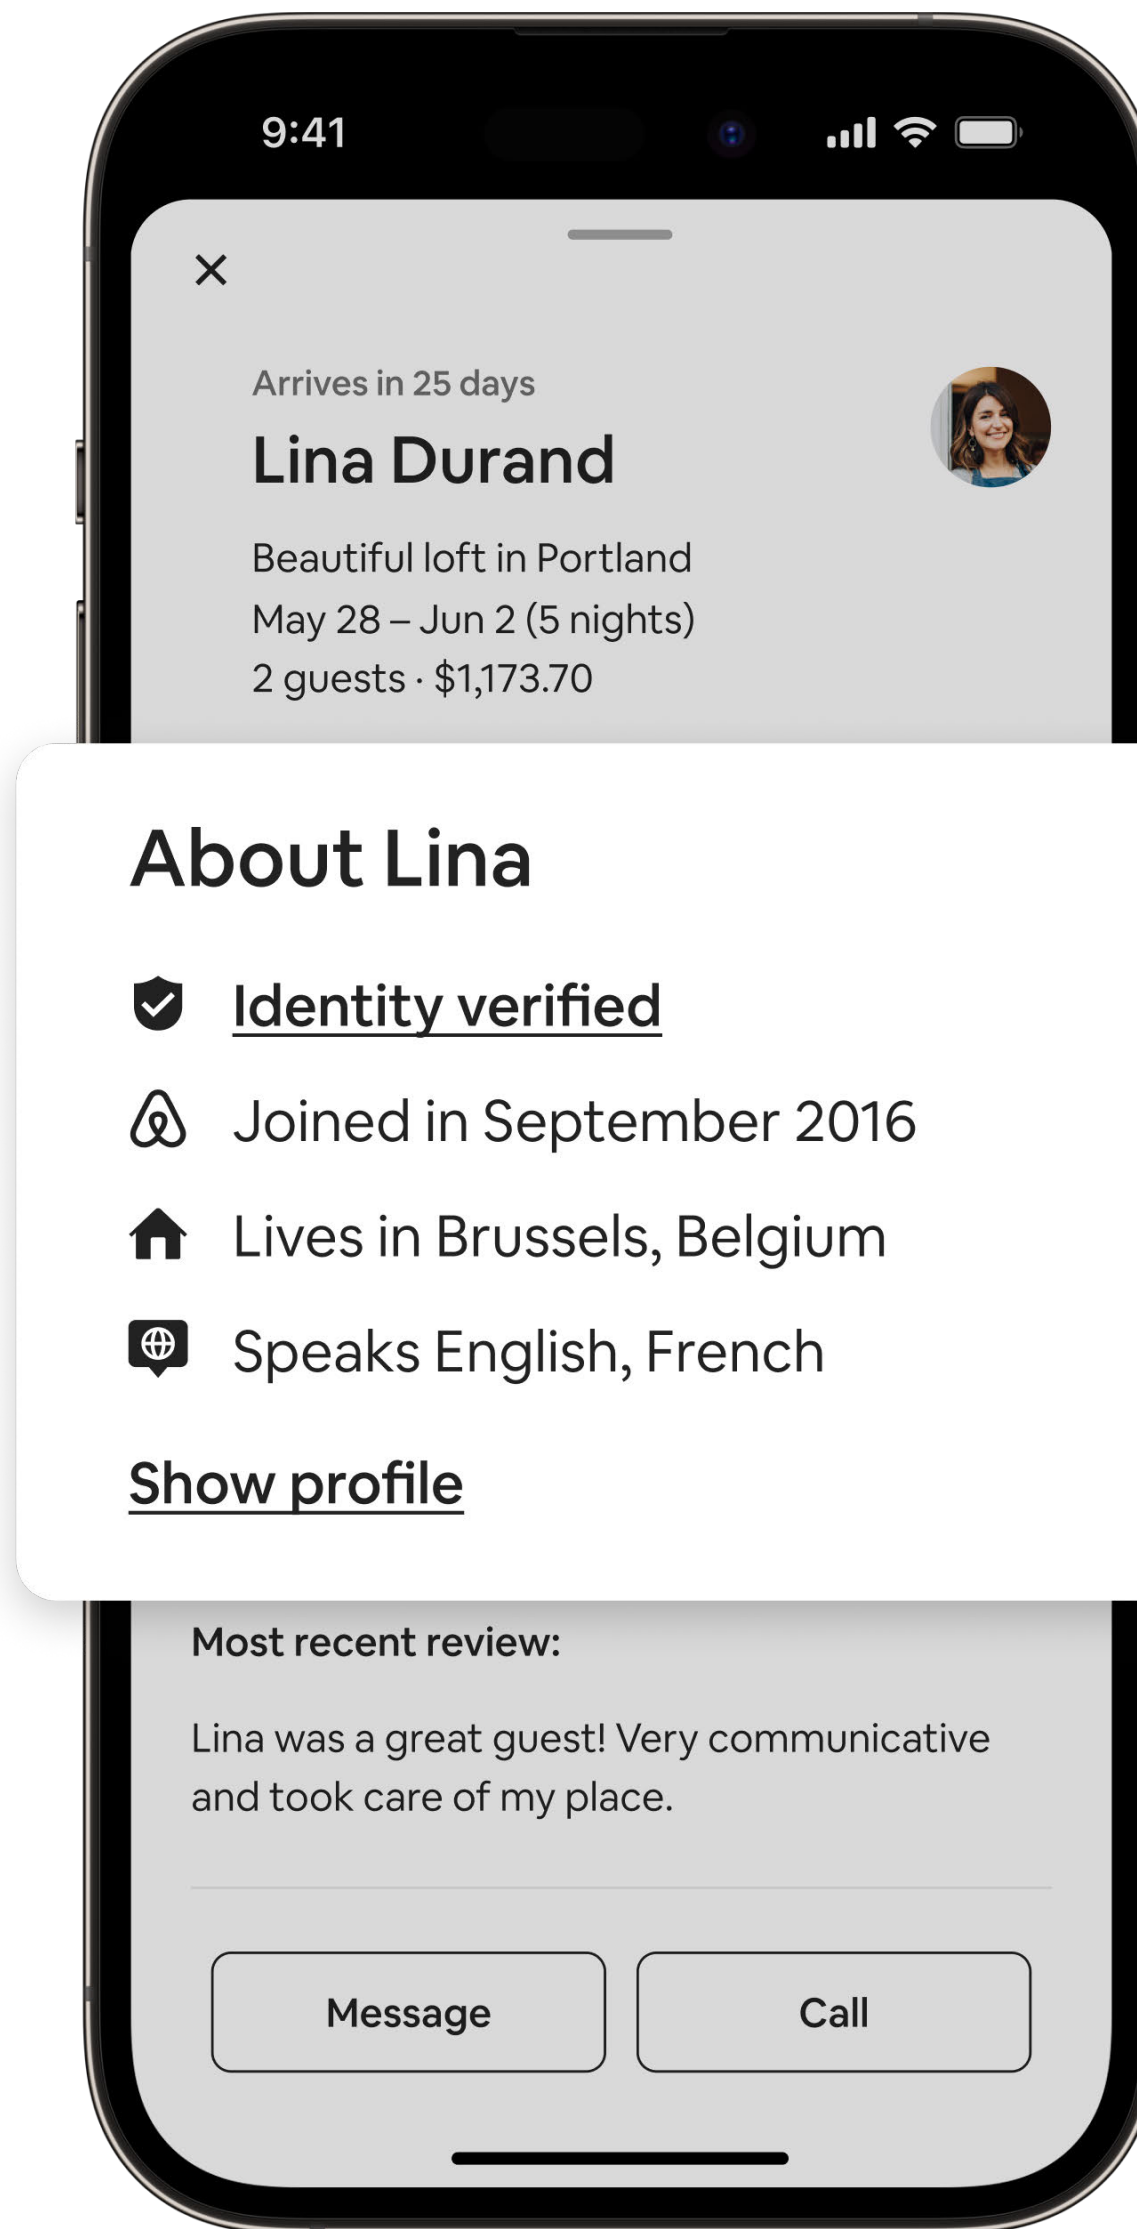 9:41
Arrives in 25 days
Lina Durand
Beautiful loft in Portland
May 28 – Jun 2 (5 nights)
2 guests · $1,173.70
About Lina
Identity verified
Joined in September 2016
Lives in Brussels, Belgium
Speaks English, French
Show profile
Most recent review:
Lina was a great guest! Very communicative
and took care of my place.
Message
Call